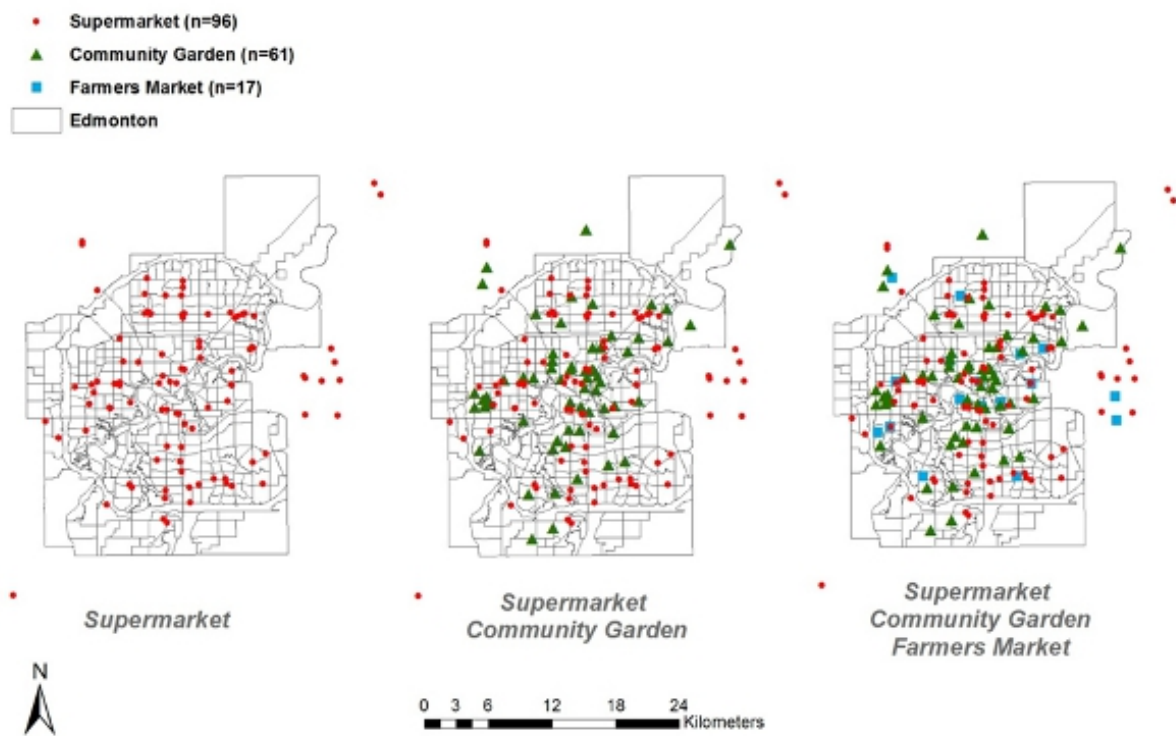 Supermarket (n=96)
Community Garden (n=61)
Farmers Market (n=17)
Edmonton
Supermarket
Supermarket
Community Garden
Supermarket
Community Garden
Farmers Market
N
0 3 6 12 18 24
Kilometers